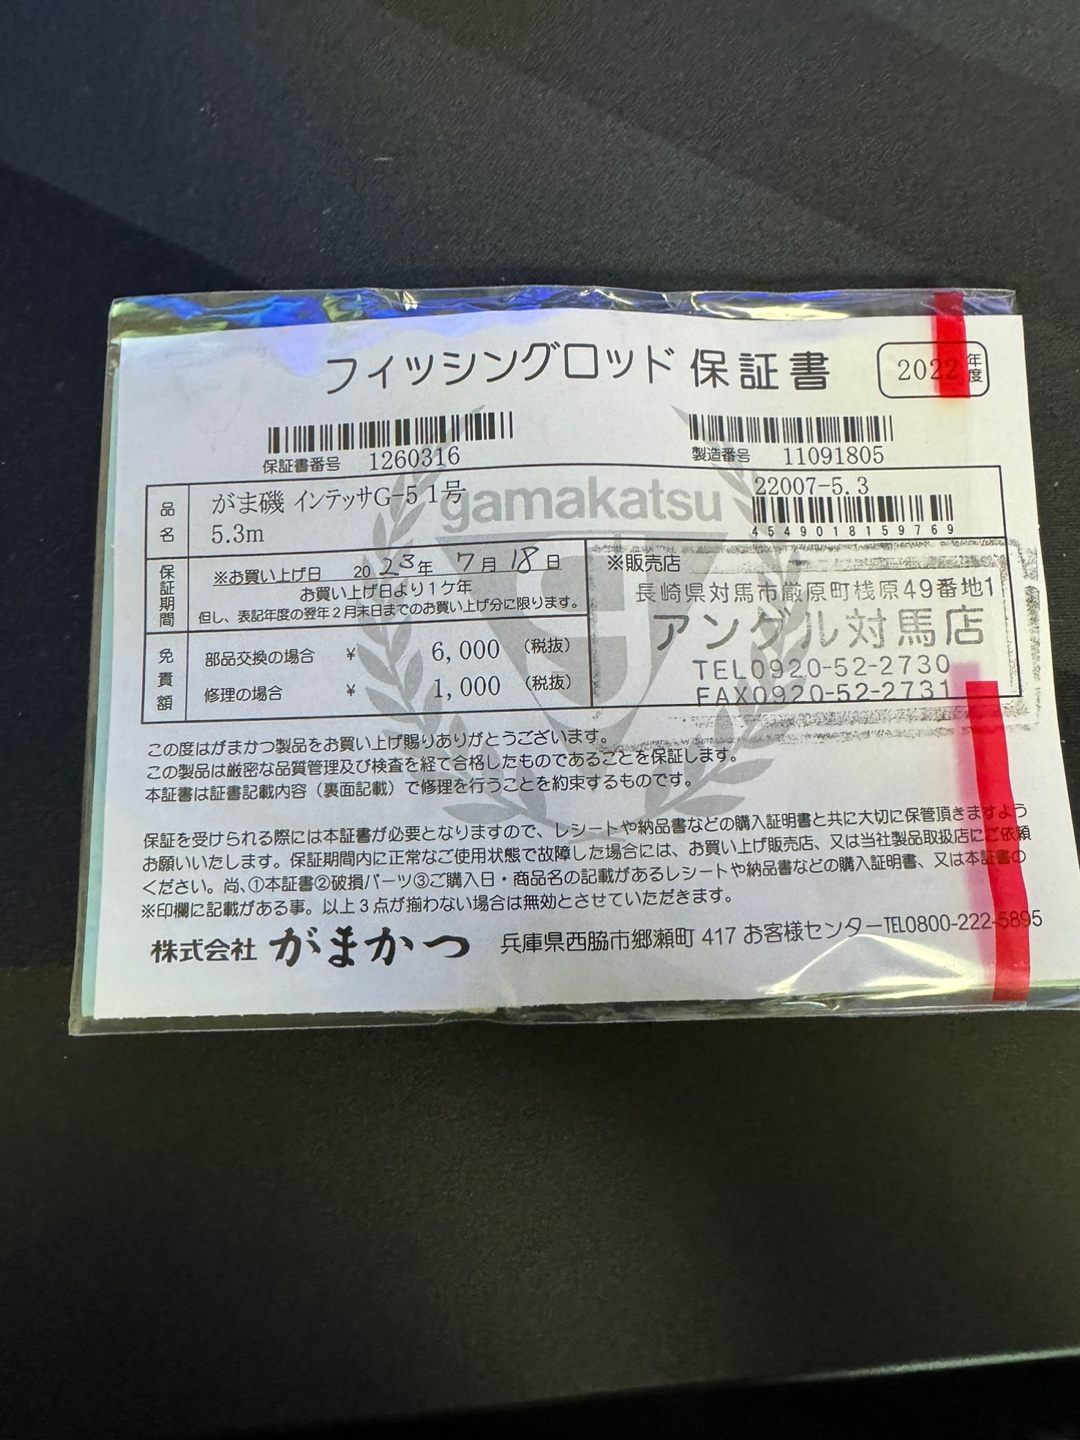 フィッシングロッド 保証書
2022年度
保証書番号 1260316
製造番号 11091805
gamakatsu
品名
がま磯 インテッサG-5 1号
5.3m
22007-5.3
4549018159769
保証期間
※お買い上げ日 2023年 7月 18日
お買い上げ日より1ケ年
但し、表記年度の翌年2月末日までのお買い上げ分に限ります。
免責額
部品交換の場合 ¥ 6,000 (税抜)
修理の場合 ¥ 1,000 (税抜)
※販売店
長崎県対馬市厳原町桟原49番地1
アングル対馬店
TEL0920-52-2730
FAX0920-52-2731
この度はがまかつ製品をお買い上げ賜りありがとうございます。
この製品は厳密な品質管理及び検査を経て合格したものであることを保証します。
本証書は証書記載内容（裏面記載）で修理を行うことを約束するものです。
保証を受けられる際には本証書が必要となりますので、レシートや納品書などの購入証明書と共に大切に保管頂きますよう
お願いいたします。保証期間内に正常なご使用状態で故障した場合には、お買い上げ販売店、又は当社製品取扱店にご依頼
ください。尚、①本証書②破損パーツ③ご購入日・商品名の記載があるレシートや納品書などの購入証明書、又は本証書の
※印欄に記載がある事。以上3点が揃わない場合は無効とさせていただきます。
株式会社 がまかつ 兵庫県西脇市郷瀬町 417 お客様センターTEL0800-222-5895